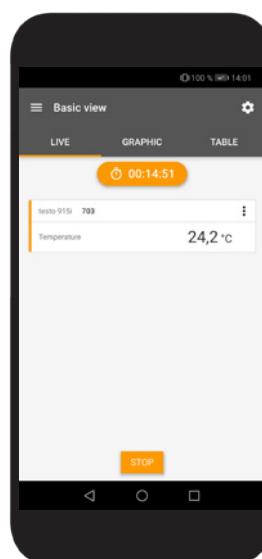 100 % 14:01
Basic view
LIVE GRAPHIC TABLE
00:14:51
testo 915i 703
Temperature 24,2 °C
STOP